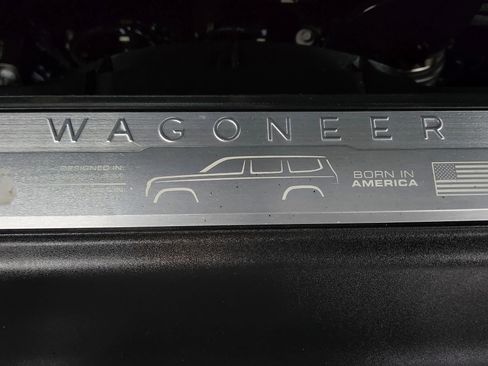 WAGONEER
DESIGNED IN:
BORN IN
AMERICA